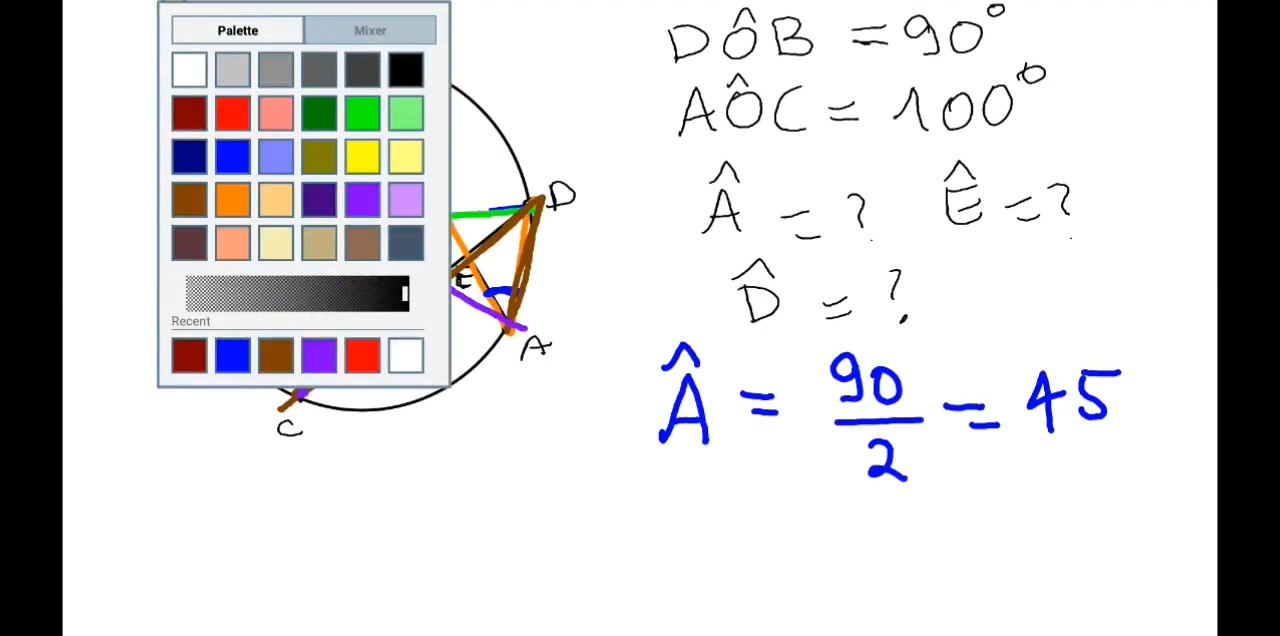 Palette Mixer
Recent
D
E
A
C
DÔB = 90°
AÔC = 100°
Â = ? Ê = ?
D̂ = ?
Â = 90/2 = 45